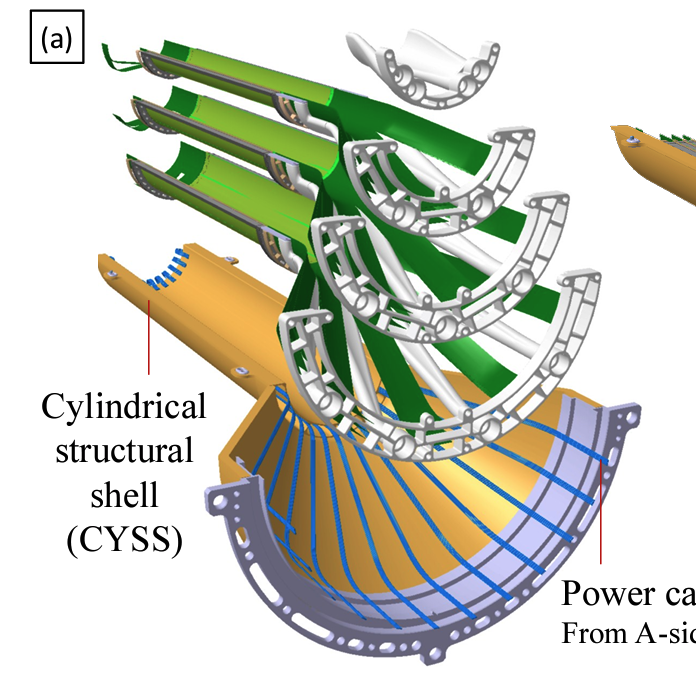 (a)
Cylindrical
structural
shell
(CYSS)
Power ca
From A-sid